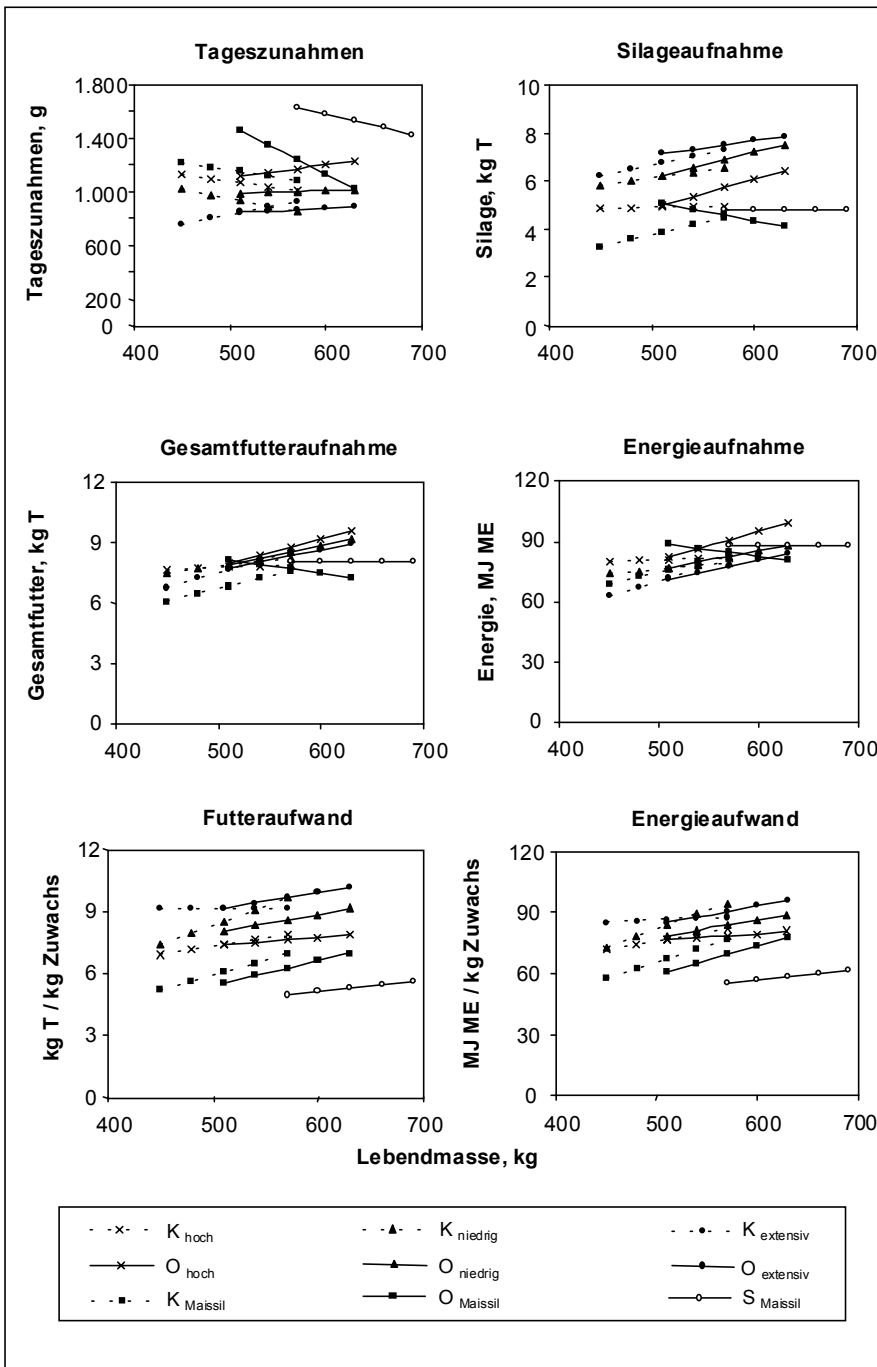 Tageszunahmen
Tageszunahmen, g
1.800
1.400
1.000
600
200
0
400 500 600 700
Silageaufnahme
Silage, kg T
10
8
6
4
2
0
400 500 600 700
Gesamtfutteraufnahme
Gesamtfutter, kg T
12
9
6
3
0
400 500 600 700
Energieaufnahme
Energie, MJ ME
120
90
60
30
0
400 500 600 700
Futteraufwand
kg T / kg Zuwachs
12
9
6
3
0
400 500 600 700
Energieaufwand
MJ ME / kg Zuwachs
120
90
60
30
0
400 500 600 700
Lebendmasse, kg
K hoch K niedrig K extensiv
O hoch O niedrig O extensiv
K Maissil O Maissil S Maissil